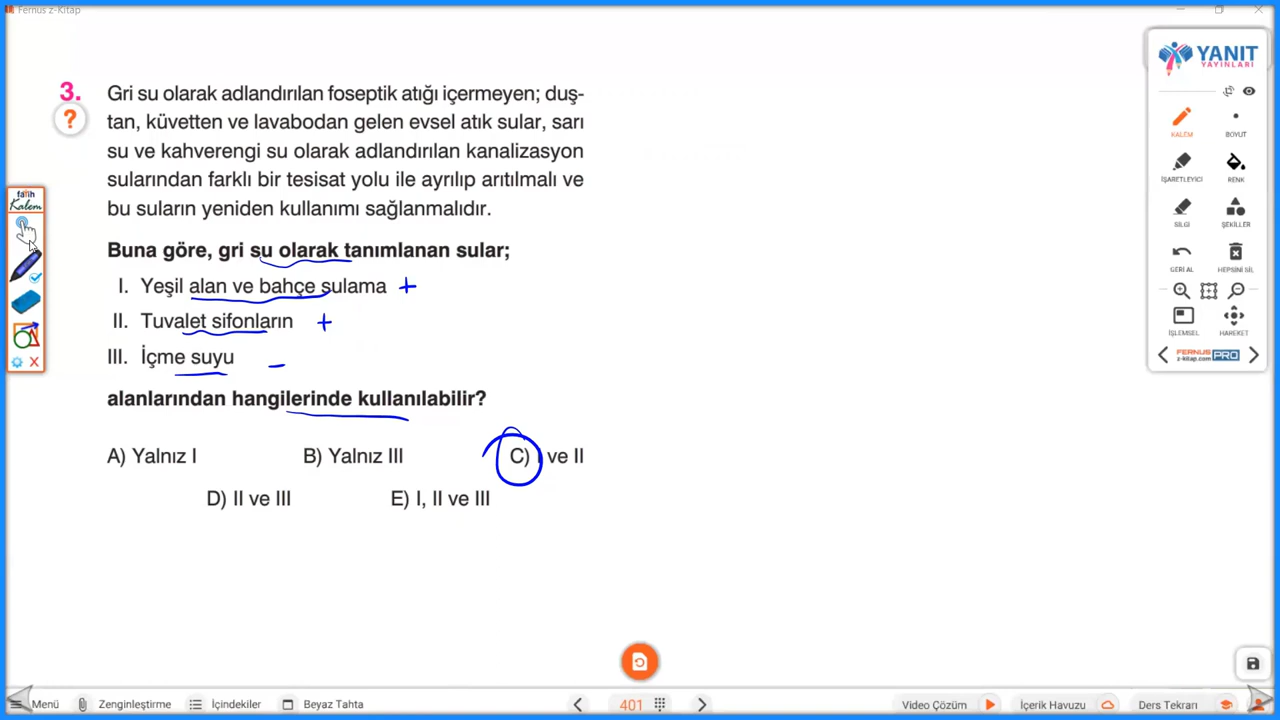 Fernus z-Kitap
3.
?
Gri su olarak adlandırılan foseptik atığı içermeyen; duş-
tan, küvetten ve lavabodan gelen evsel atık sular, sarı
su ve kahverengi su olarak adlandırılan kanalizasyon
sularından farklı bir tesisat yolu ile ayrılıp arıtılmalı ve
bu suların yeniden kullanımı sağlanmalıdır.
Buna göre, gri su olarak tanımlanan sular;
I. Yeşil alan ve bahçe sulama +
II. Tuvalet sifonların +
III. İçme suyu -
alanlarından hangilerinde kullanılabilir?
A) Yalnız I B) Yalnız III C) I ve II
D) II ve III E) I, II ve III
fatih
Kalem
YANIT
YAYINLARI
KALEM BOYUT
İŞARETLEYİCİ RENK
SİLGİ ŞEKİLLER
GERİ AL HEPSİNİ SİL
İŞLEMSEL HAREKET
FERNUS
z-kitap.com PRO
Menü Zenginleştirme İçindekiler Beyaz Tahta 401 Video Çözüm İçerik Havuzu Ders Tekrarı